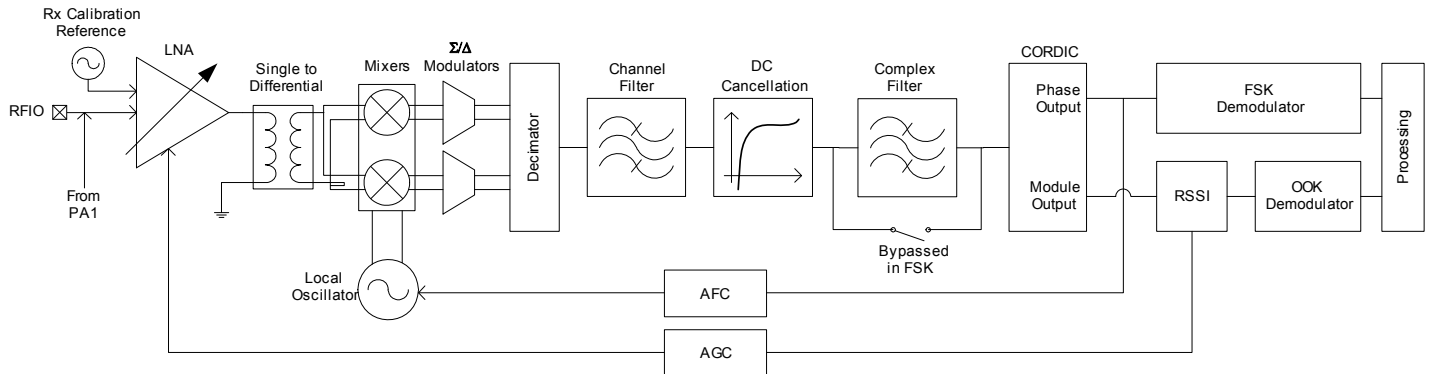 Rx Calibration
Reference
LNA
RFIO
From
PA1
Single to
Differential
Mixers
Σ/Δ
Modulators
Local
Oscillator
Decimator
Channel
Filter
DC
Cancellation
Complex
Filter
Bypassed
in FSK
CORDIC
Phase
Output
Module
Output
FSK
Demodulator
RSSI
OOK
Demodulator
Processing
AFC
AGC